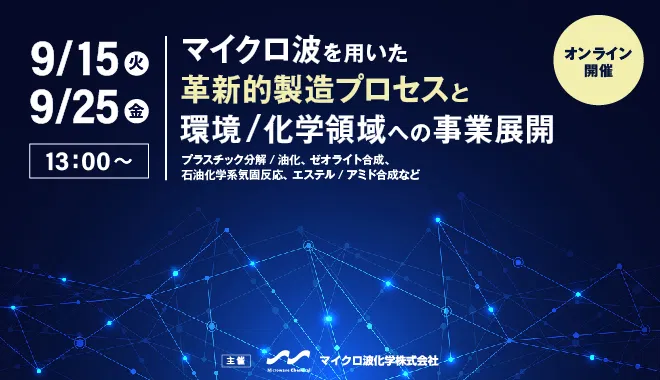 9/15 火
9/25 金
13:00〜
マイクロ波を用いた
革新的製造プロセスと
環境/化学領域への事業展開
プラスチック分解/油化、ゼオライト合成、
石油化学系気固反応、エステル/アミド合成など
オンライン
開催
主催
Microwave Chemical
マイクロ波化学株式会社